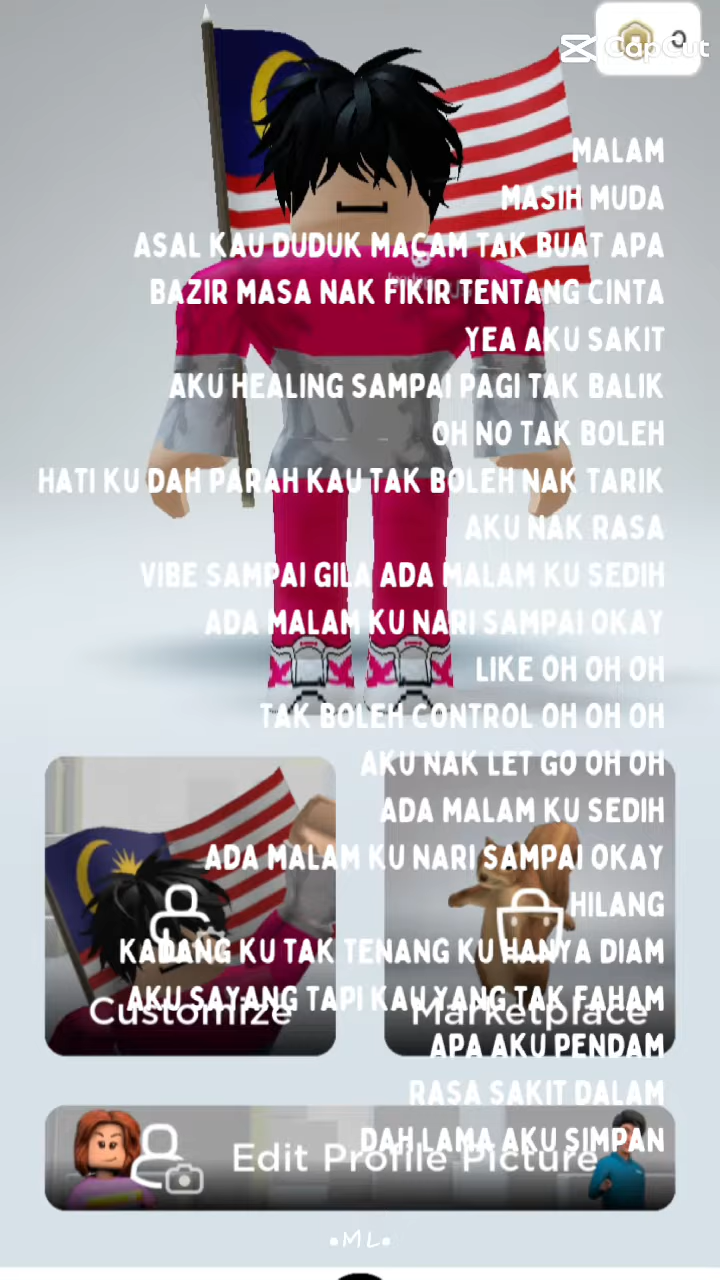 CapCut
MALAM
MASIH MUDA
ASAL KAU DUDUK MACAM TAK BUAT APA
BAZIR MASA NAK FIKIR TENTANG CINTA
YEA AKU SAKIT
AKU HEALING SAMPAI PAGI TAK BALIK
OH NO TAK BOLEH
HATI KU DAH PARAH KAU TAK BOLEH NAK TARIK
AKU NAK RASA
VIBE SAMPAI GILA ADA MALAM KU SEDIH
ADA MALAM KU NARI SAMPAI OKAY
LIKE OH OH OH
TAK BOLEH CONTROL OH OH OH
AKU NAK LET GO OH OH
ADA MALAM KU SEDIH
ADA MALAM KU NARI SAMPAI OKAY
HILANG
KADANG KU TAK TENANG KU HANYA DIAM
AKU SAYANG TAPI KAU YANG TAK FAHAM
Customize
Marketplace
APA AKU PENDAM
RASA SAKIT DALAM
DAH LAMA AKU SIMPAN
Edit Profile Picture
•ML•